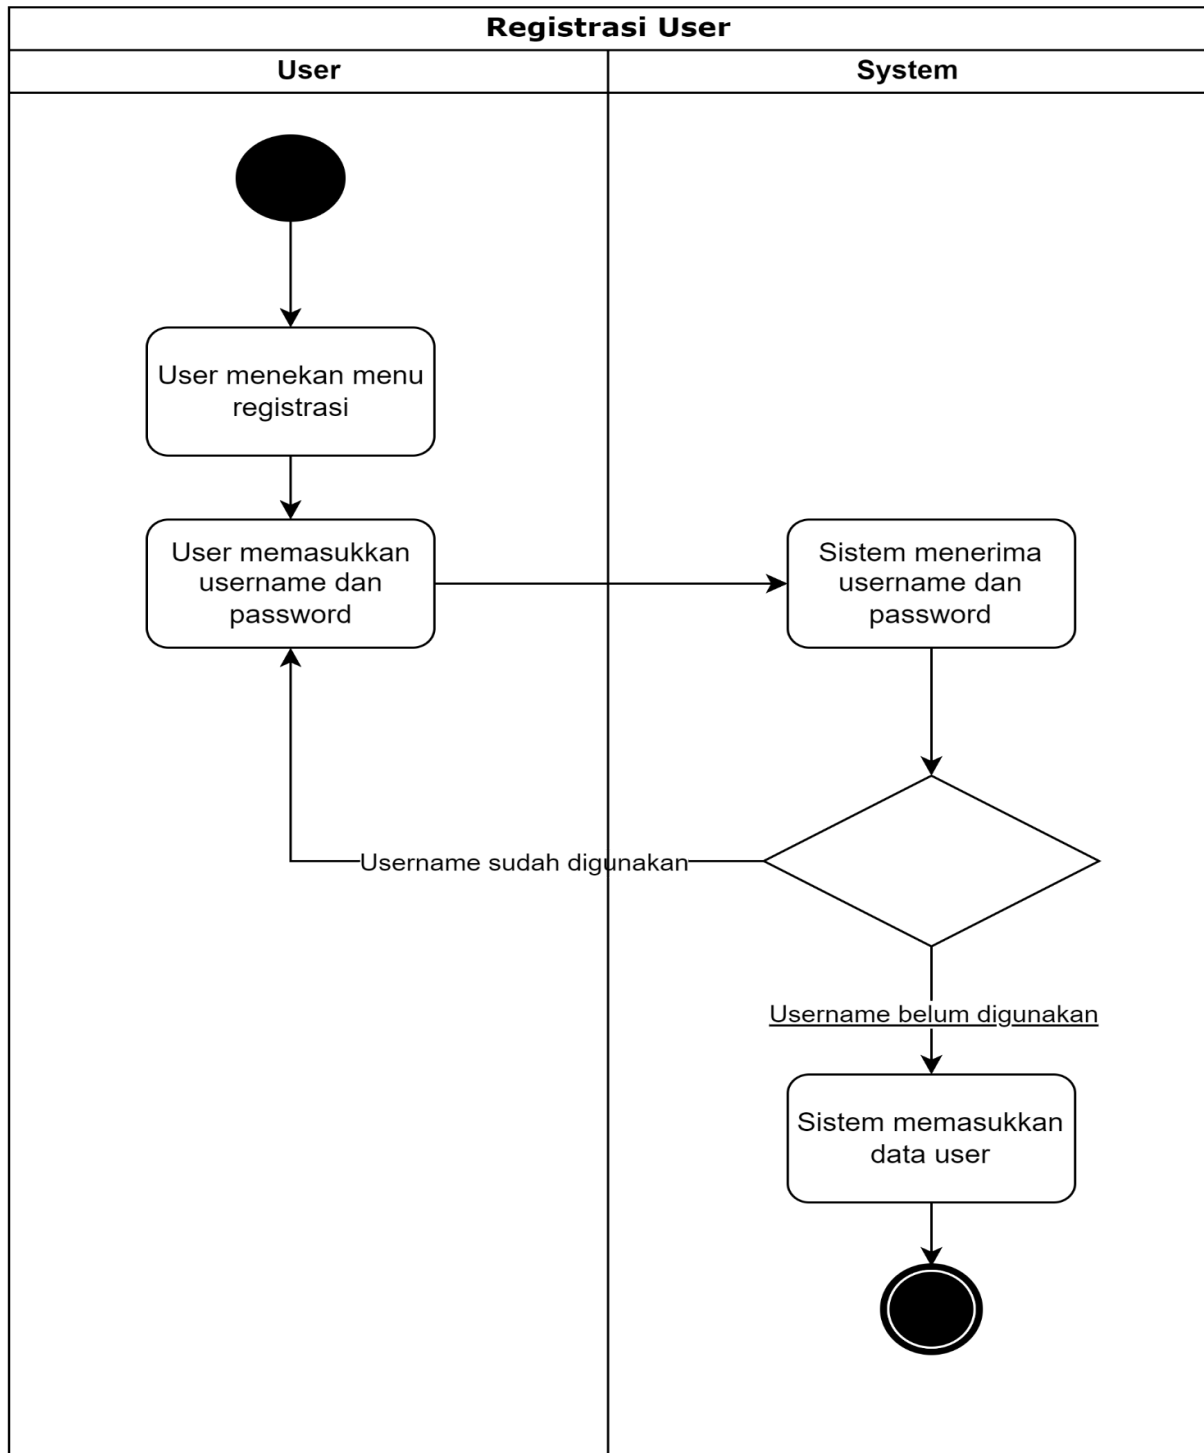 Registrasi User
User
System
User menekan menu
registrasi
User memasukkan
username dan
password
Sistem menerima
username dan
password
Username sudah digunakan
Username belum digunakan
Sistem memasukkan
data user